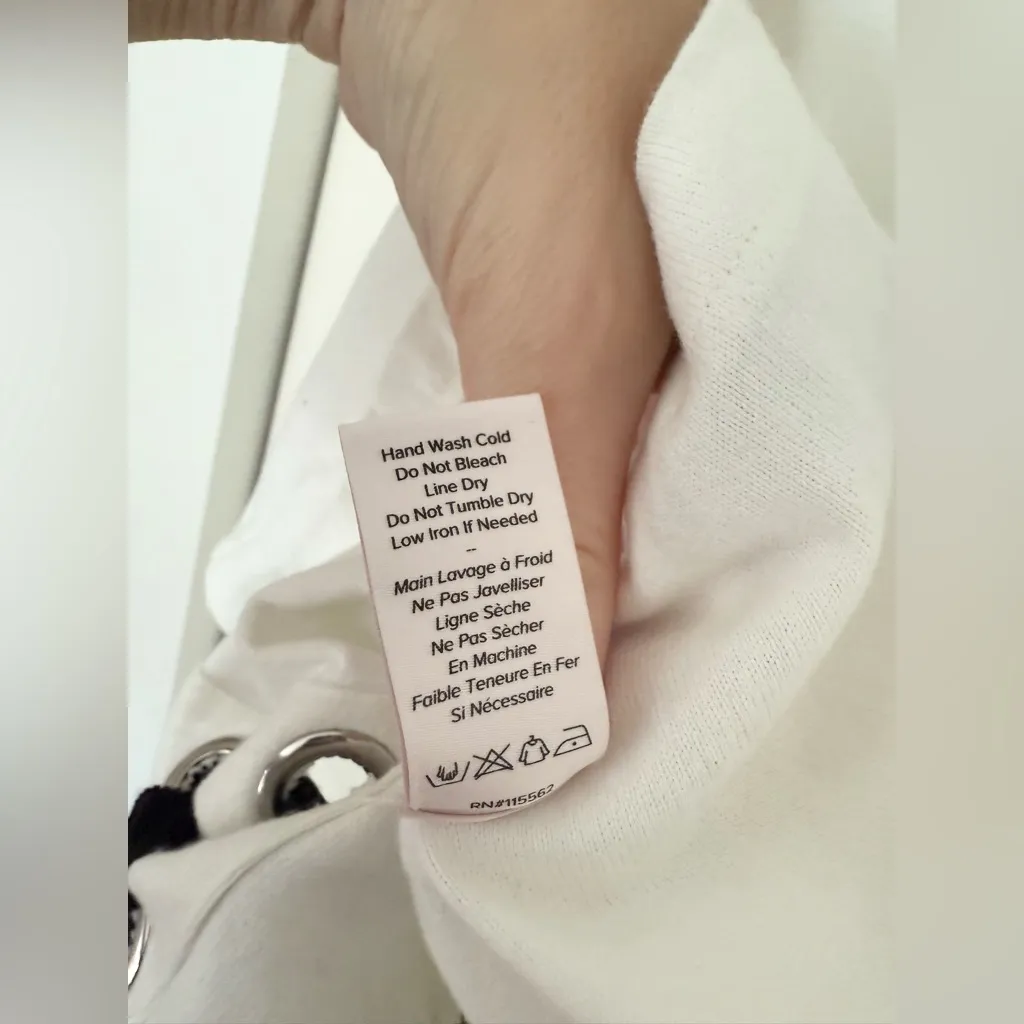 Hand Wash Cold
Do Not Bleach
Line Dry
Do Not Tumble Dry
Low Iron If Needed
--
Main Lavage à Froid
Ne Pas Javelliser
Ligne Sèche
Ne Pas Sècher
En Machine
Faible Teneure En Fer
Si Nécessaire
RN#115562